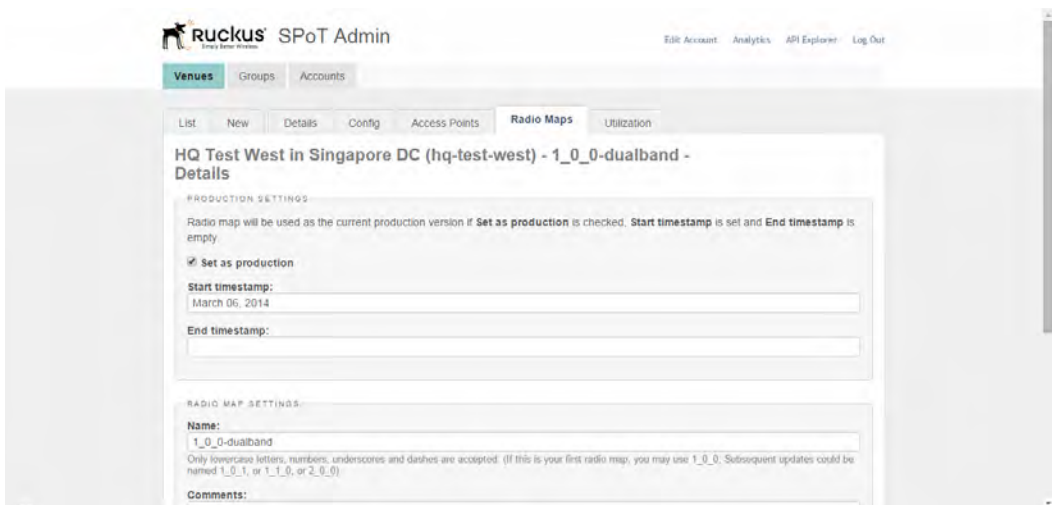 Ruckus SPoT Admin
Simply Better Wireless.
Edit Account Analytics API Explorer Log Out
Venues Groups Accounts
List New Details Config Access Points Radio Maps Utilization
HQ Test West in Singapore DC (hq-test-west) - 1_0_0-dualband -
Details
PRODUCTION SETTINGS
Radio map will be used as the current production version if Set as production is checked, Start timestamp is set and End timestamp is
empty.
Set as production
Start timestamp:
March 06, 2014
End timestamp:
RADIO MAP SETTINGS
Name:
1_0_0-dualband
Only lowercase letters, numbers, underscores and dashes are accepted. (If this is your first radio map, you may use 1_0_0. Subsequent updates could be
named 1_0_1, or 1_1_0, or 2_0_0)
Comments: